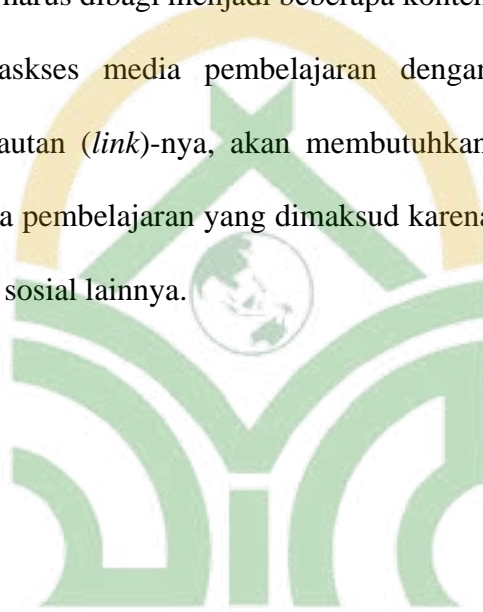 harus dibagi menjadi beberapa konten
askses media pembelajaran dengan
autan (link)-nya, akan membutuhkan
a pembelajaran yang dimaksud karena
sosial lainnya.